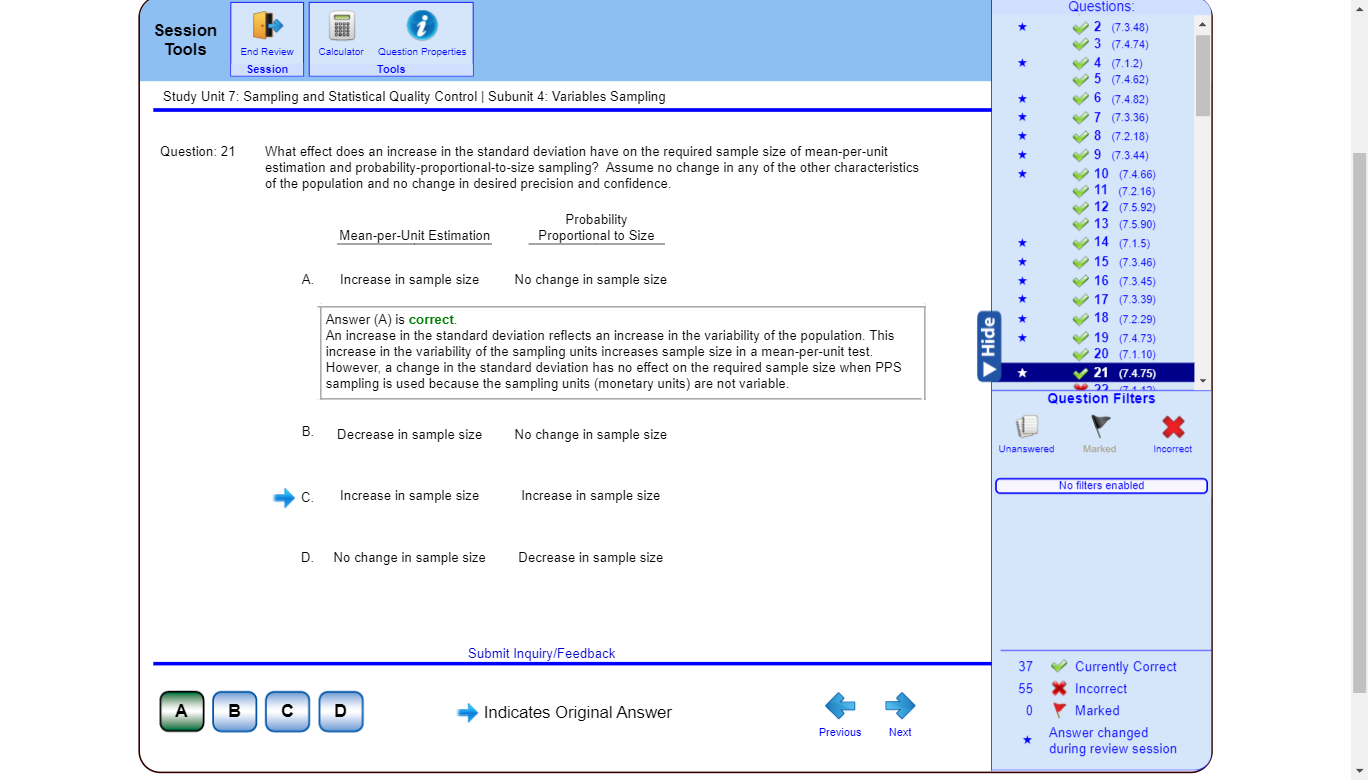 Session Tools
End Review
Session
Calculator
Question Properties
Tools
Study Unit 7: Sampling and Statistical Quality Control | Subunit 4: Variables Sampling
Question: 21
What effect does an increase in the standard deviation have on the required sample size of mean-per-unit
estimation and probability-proportional-to-size sampling?  Assume no change in any of the other characteristics
of the population and no change in desired precision and confidence.
Probability
Mean-per-Unit Estimation Proportional to Size
A. Increase in sample size No change in sample size
Answer (A) is correct.
An increase in the standard deviation reflects an increase in the variability of the population. This
increase in the variability of the sampling units increases sample size in a mean-per-unit test.
However, a change in the standard deviation has no effect on the required sample size when PPS
sampling is used because the sampling units (monetary units) are not variable.
B. Decrease in sample size No change in sample size
C. Increase in sample size Increase in sample size
D. No change in sample size Decrease in sample size
Submit Inquiry/Feedback
A B C D
Indicates Original Answer
Previous
Next
Hide
Questions:
2 (7.3.48)
3 (7.4.74)
4 (7.1.2)
5 (7.4.62)
6 (7.4.82)
7 (7.3.36)
8 (7.2.18)
9 (7.3.44)
10 (7.4.66)
11 (7.2.16)
12 (7.5.92)
13 (7.5.90)
14 (7.1.5)
15 (7.3.46)
16 (7.3.45)
17 (7.3.39)
18 (7.2.29)
19 (7.4.73)
20 (7.1.10)
21 (7.4.75)
22 (7.1.12)
Question Filters
Unanswered
Marked
Incorrect
No filters enabled
37 Currently Correct
55 Incorrect
0 Marked
Answer changed
during review session